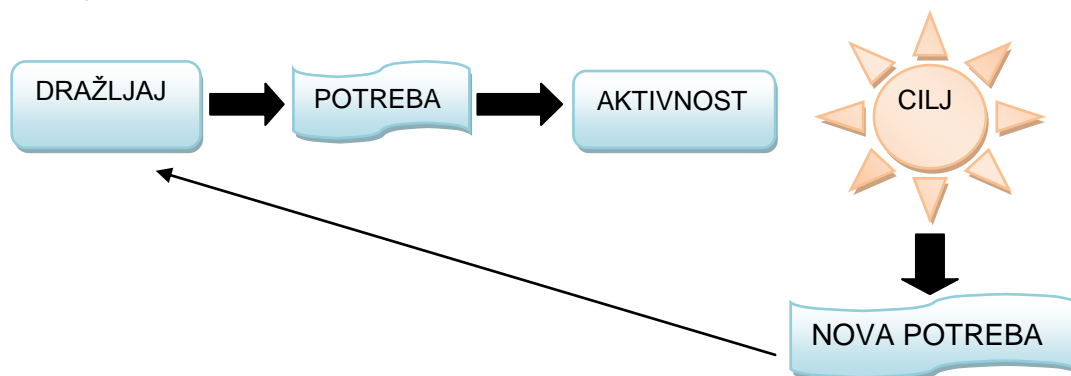 DRAŽLJAJ
POTREBA
AKTIVNOST
CILJ
NOVA POTREBA